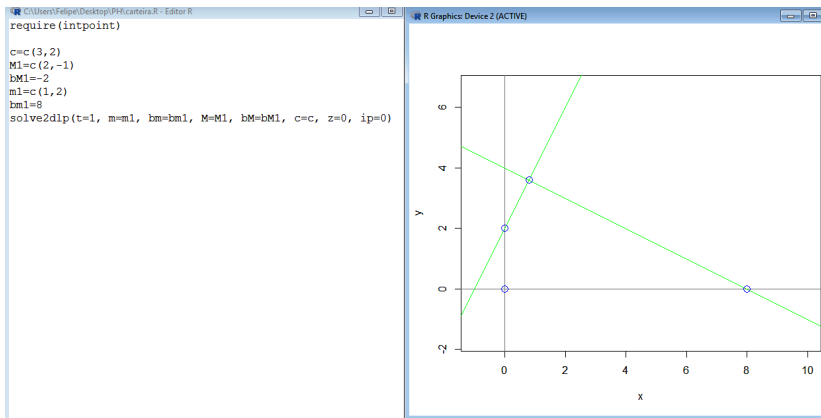 C:\Users\Felipe\Desktop\PH\carteira.R - Editor R
require(intpoint)
c=c(3,2)
M1=c(2,-1)
bM1=-2
m1=c(1,2)
bm1=8
solve2dlp(t=1, m=m1, bm=bm1, M=M1, bM=bM1, c=c, z=0, ip=0)
R Graphics: Device 2 (ACTIVE)
6
4
2
0
-2
y
0 2 4 6 8 10
x